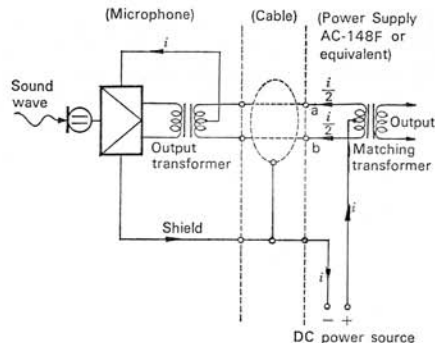 (Microphone)
(Cable)
(Power Supply
AC-148F or
equivalent)
i
i/2
a
i/2
b
Sound
wave
Output
transformer
Output
Matching
transformer
Shield
i
i
− +
DC power source